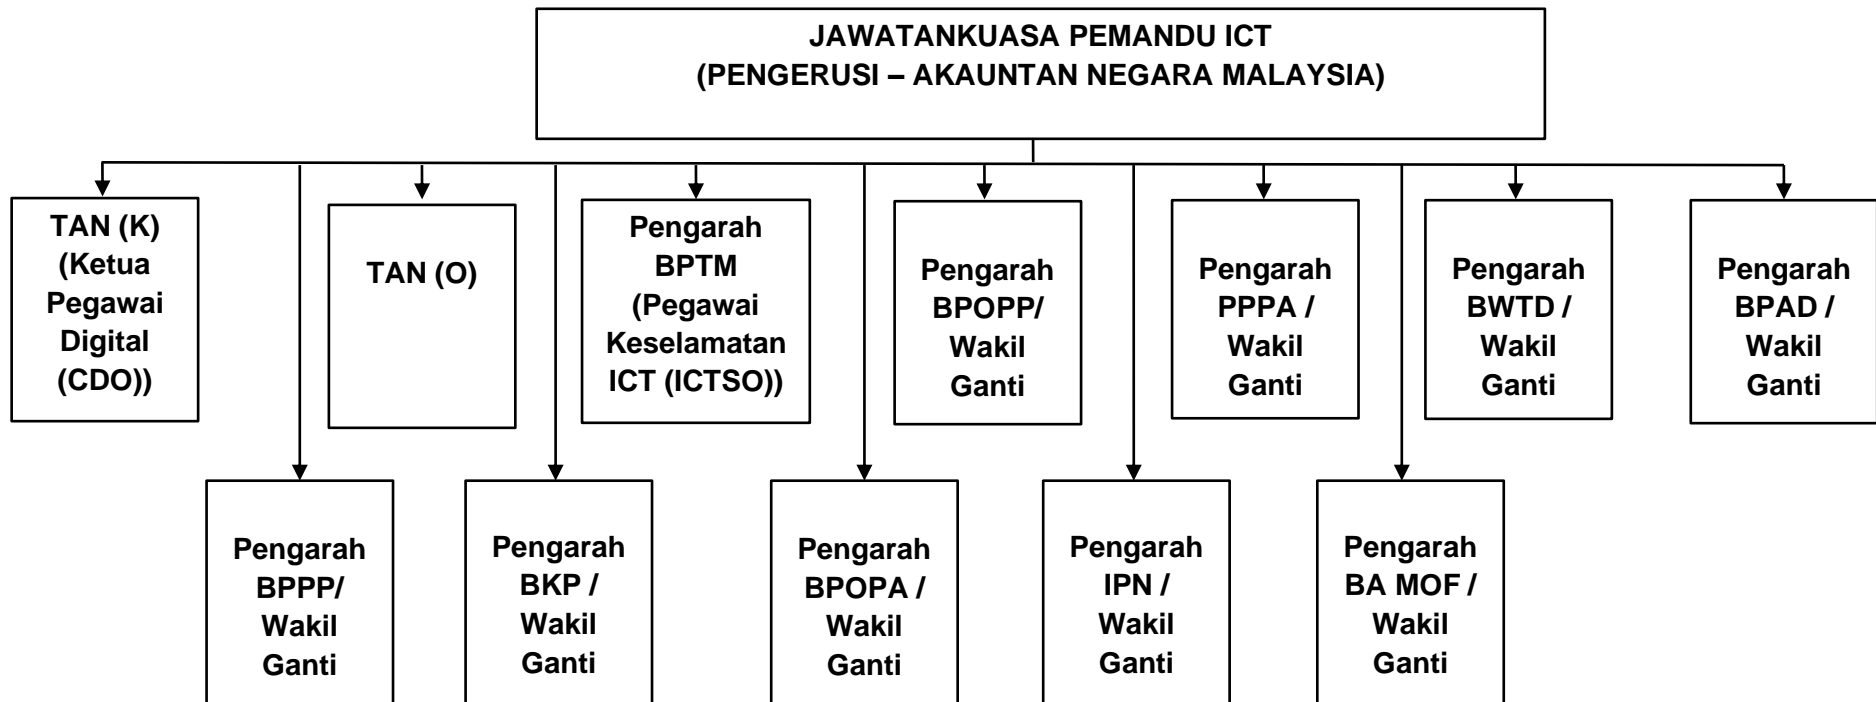 JAWATANKUASA PEMANDU ICT
(PENGERUSI – AKAUNTAN NEGARA MALAYSIA)
TAN (K)
(Ketua
Pegawai
Digital
(CDO))
TAN (O)
Pengarah
BPTM
(Pegawai
Keselamatan
ICT (ICTSO))
Pengarah
BPOPP/
Wakil
Ganti
Pengarah
PPPA /
Wakil
Ganti
Pengarah
BWTD /
Wakil
Ganti
Pengarah
BPAD /
Wakil
Ganti
Pengarah
BPPP/
Wakil
Ganti
Pengarah
BKP /
Wakil
Ganti
Pengarah
BPOPA /
Wakil
Ganti
Pengarah
IPN /
Wakil
Ganti
Pengarah
BA MOF /
Wakil
Ganti